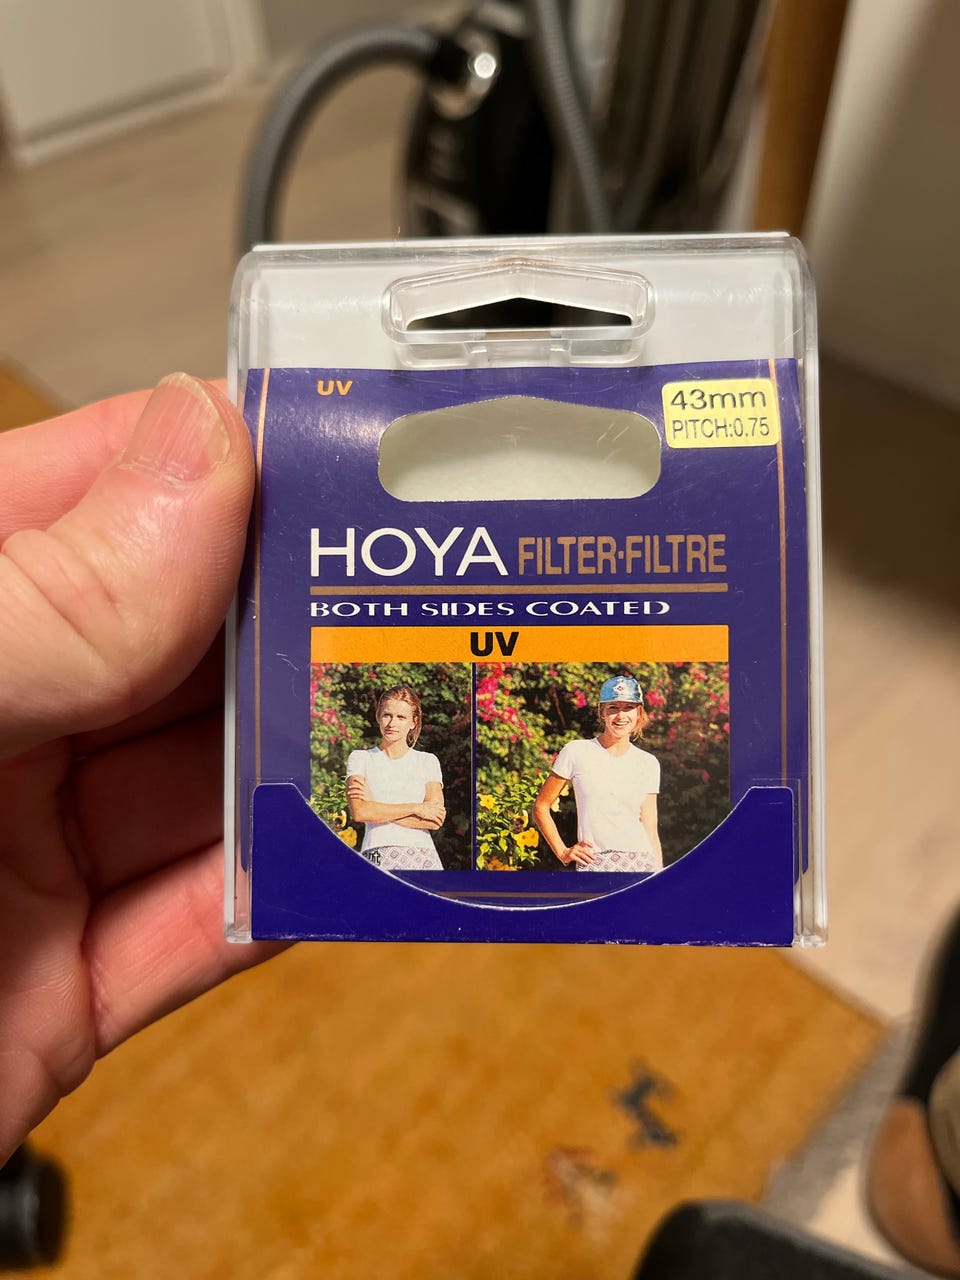 UV
43mm
PITCH:0.75
HOYA FILTER·FILTRE
BOTH SIDES COATED
UV